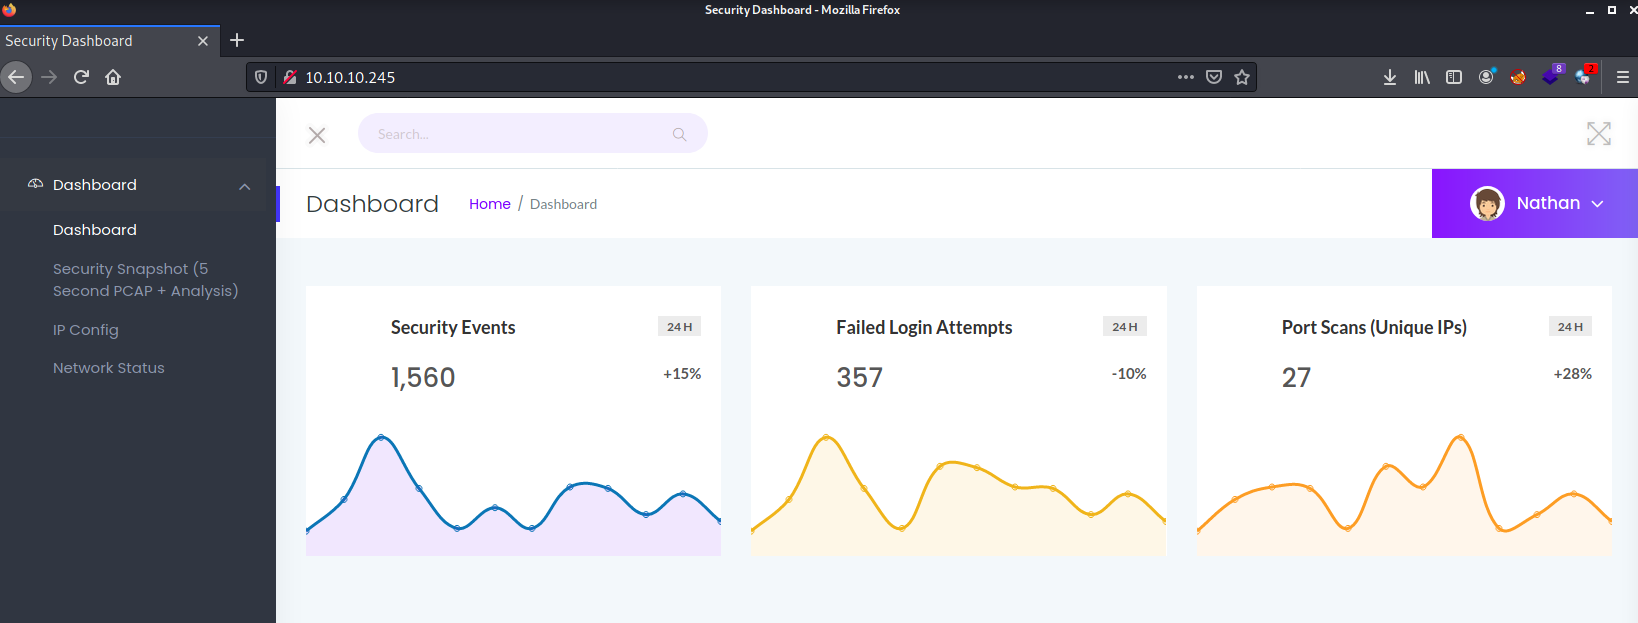 Security Dashboard - Mozilla Firefox
Security Dashboard
10.10.10.245
8
2
Search...
Dashboard
Dashboard
Security Snapshot (5
Second PCAP + Analysis)
IP Config
Network Status
Dashboard
Home / Dashboard
Nathan
Security Events
24 H
1,560
+15%
Failed Login Attempts
24 H
357
-10%
Port Scans (Unique IPs)
24 H
27
+28%